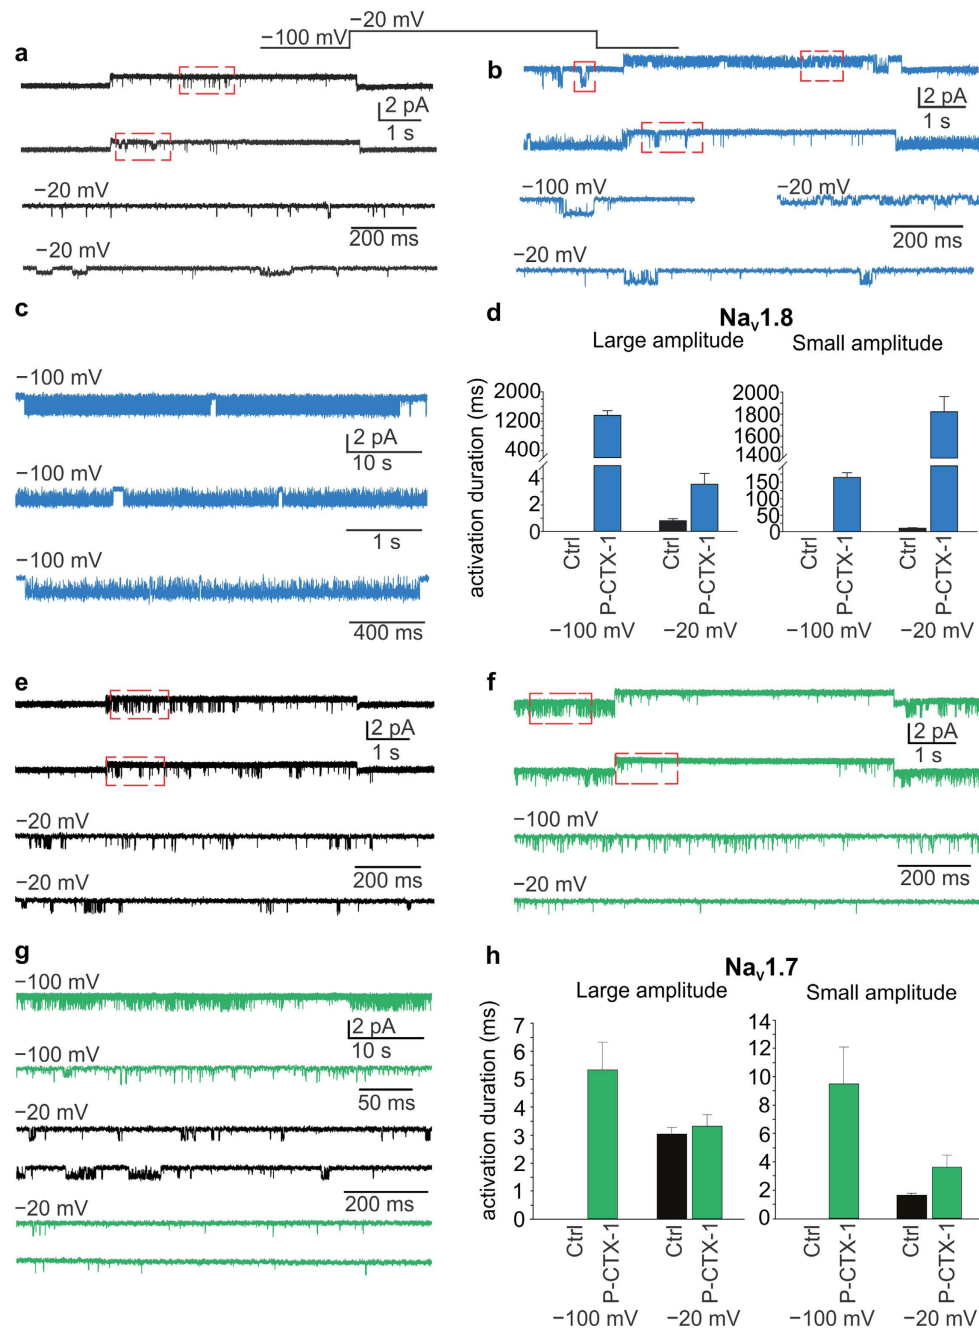 −20 mV
−100 mV
a
2 pA
1 s
−20 mV
200 ms
−20 mV
b
2 pA
1 s
−100 mV
−20 mV
200 ms
−20 mV
c
−100 mV
2 pA
10 s
−100 mV
1 s
−100 mV
400 ms
d
Nav1.8
Large amplitude
Small amplitude
activation duration (ms)
2000
1200
400
4
2
0
Ctrl
P-CTX-1
Ctrl
P-CTX-1
−100 mV
−20 mV
2000
1800
1600
1400
150
100
50
0
Ctrl
P-CTX-1
Ctrl
P-CTX-1
−100 mV
−20 mV
e
2 pA
1 s
−20 mV
200 ms
−20 mV
f
2 pA
1 s
−100 mV
200 ms
−20 mV
g
−100 mV
2 pA
10 s
−100 mV
50 ms
−20 mV
200 ms
−20 mV
h
Nav1.7
Large amplitude
Small amplitude
activation duration (ms)
7
6
5
4
3
2
1
0
Ctrl
P-CTX-1
Ctrl
P-CTX-1
−100 mV
−20 mV
14
12
10
8
6
4
2
0
Ctrl
P-CTX-1
Ctrl
P-CTX-1
−100 mV
−20 mV